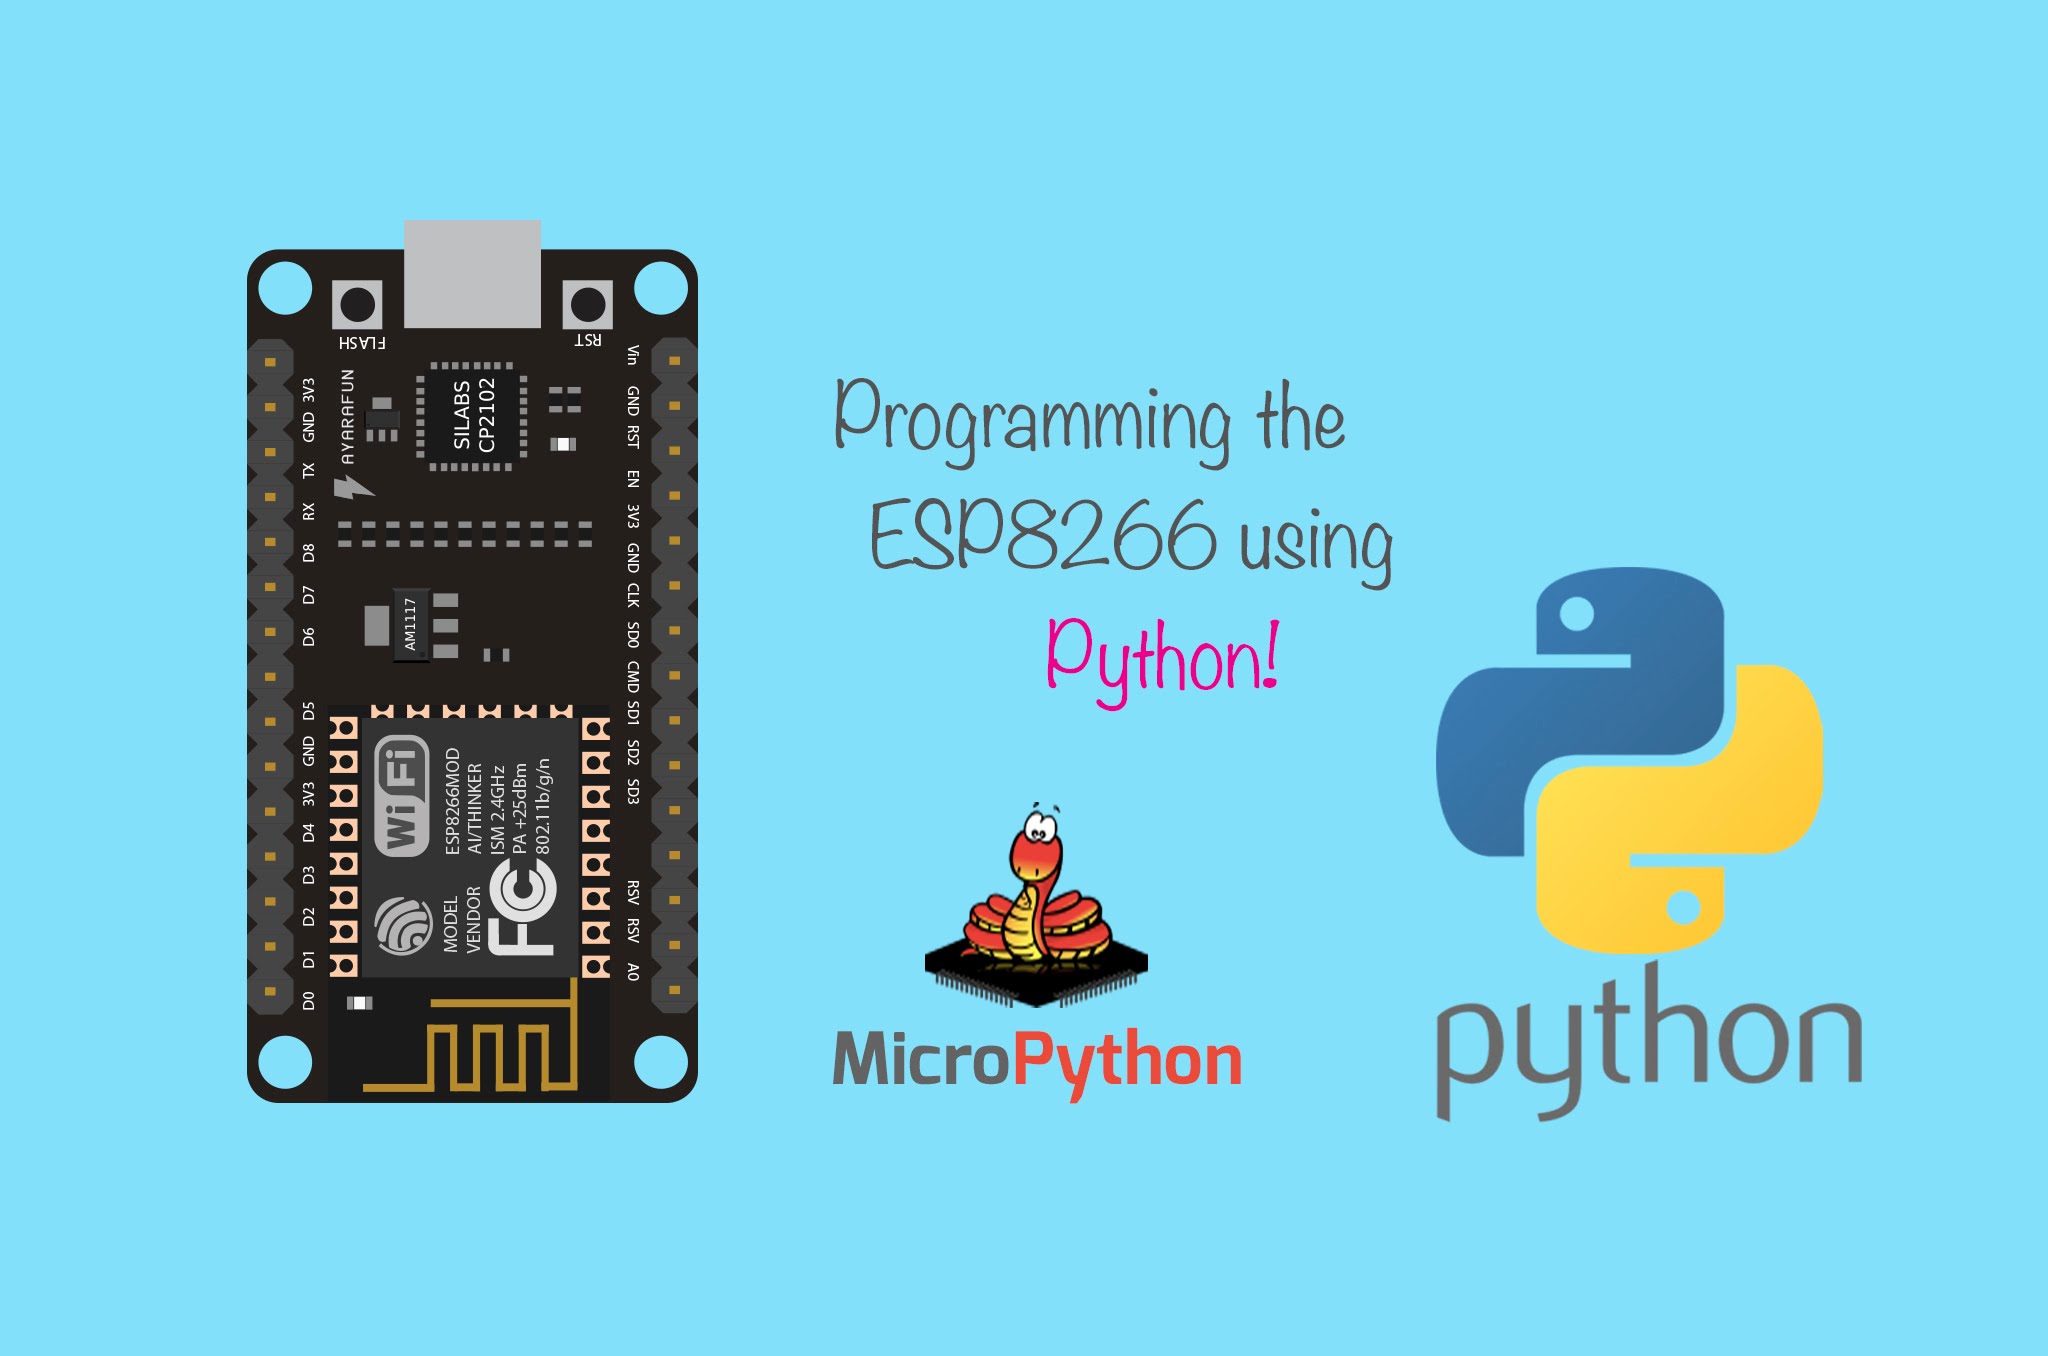 FLASH
RST
3V3
GND
TX
RX
D8
D7
D6
D5
GND
3V3
D4
D3
D2
D1
D0
AYARAFUN
SILABS
CP2102
AM1117
Vin
GND
RST
EN
3V3
GND
CLK
SD0
CMD
SD1
SD2
SD3
RSV
RSV
A0
WiFi
ESP8266MOD
AI/THINKER
ISM 2.4GHz
PA +25dBm
802.11b/g/n
MODEL
VENDOR
FC
Programming the
ESP8266 using
Python!
MicroPython
python